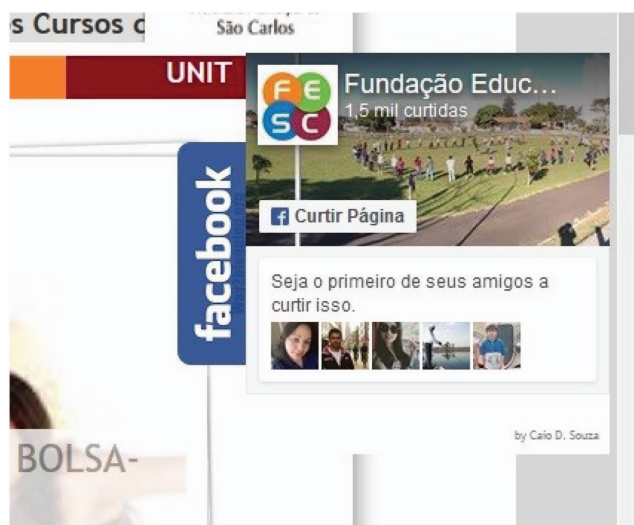 s Cursos c
São Carlos
UNIT
FESC
Fundação Educ...
1,5 mil curtidas
facebook
Curtir Página
Seja o primeiro de seus amigos a
curtir isso.
by Caio D. Souza
BOLSA-